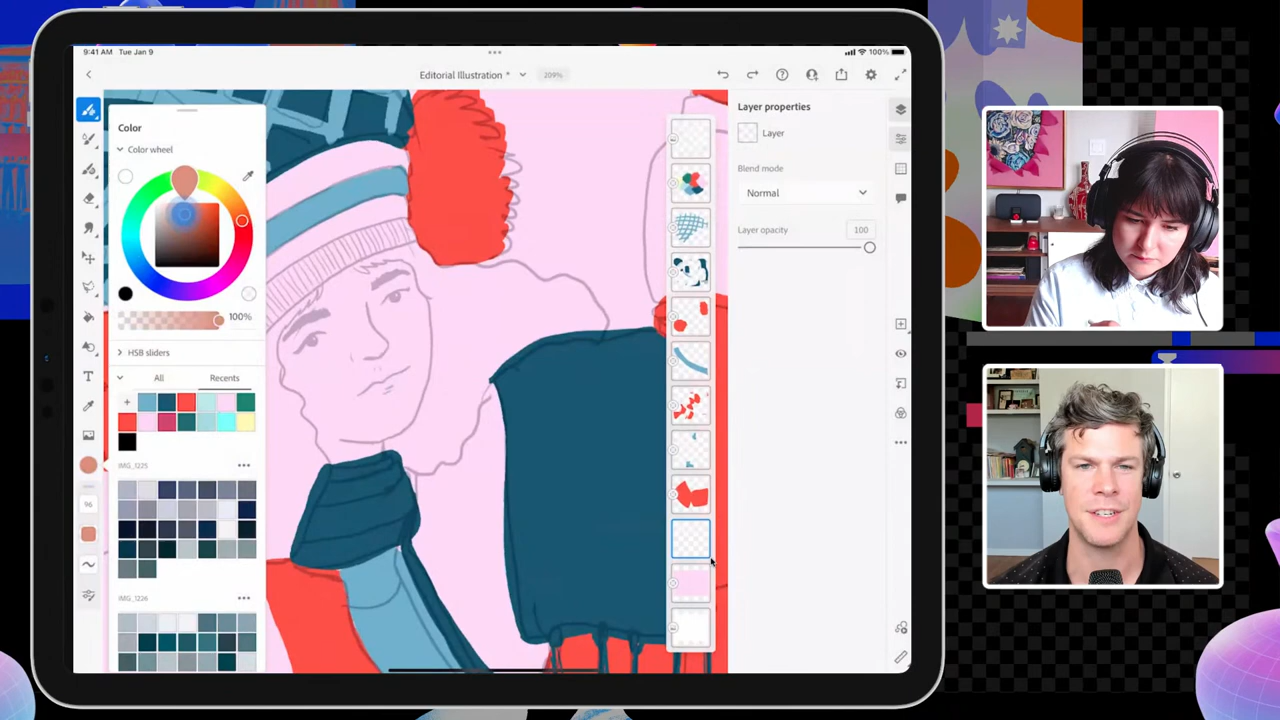 9:41 AM Tue Jan 9
100%
Editorial Illustration *
209%
Color
Color wheel
100%
HSB sliders
All
Recents
IMG_1225
IMG_1226
96
T
Layer properties
Layer
Blend mode
Normal
Layer opacity
100